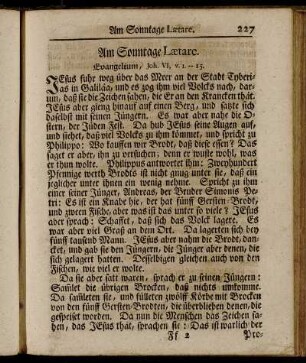 Am Sonntage Lætare. 227
Am Sonntage Lætare.
Evangelium, Joh. VI, v. 1 - 15.
JEsus fuhr weg über das Meer an der Stadt Tyberi-
as in Galiläa, und es zog ihm viel Volcks nach, dar-
um, daß sie die Zeichen sahen, die Er an den Krancken thät.
JEsus aber gieng hinauf auf einen Berg, und satzte sich
daselbst mit seinen Jüngern. Es war aber nahe die O-
stern, der Jüden Fest. Da hub JEsus seine Augen auf,
und siehet, daß viel Volcks zu ihm kömmet, und spricht zu
Philippo: Wo kauffen wir Brodt, daß diese essen? Das
saget er aber, ihn zu versuchen: denn er wuste wohl, was
er thun wolte. Philippus antwortet ihm: Zweyhundert
Pfennige werth Brodts ist nicht gnug unter sie, daß ein
jeglicher unter ihnen ein wenig nehme. Spricht zu ihm
einer seiner Jünger, Andreas, der Bruder Simonis Pe-
tri: Es ist ein Knabe hie, der hat fünff Gersten-Brodt,
und zween Fische, aber was ist das unter so viele? JEsus
aber sprach: Schaffet, daß sich das Volck lagere. Es
war aber viel Graß an dem Ort. Da lagerten sich bey
fünff tausend Mann. JEsus aber nahm die Brodt, dan-
cket, und gab sie den Jüngern, die Jünger aber denen, die
sich gelagert hatten. Desselbigen gleichen auch von den
Fischen, wie viel er wolte.
Da sie aber satt waren, sprach er zu seinen Jüngern:
Samlet die übrigen Brocken, daß nichts umkomme.
Da samleten sie, und fülleten zwölff Körbe mit Brocken
von den fünff Gersten-Brodten, die überblieben denen, die
gespeiset worden. Da nun die Menschen das Zeichen sa-
hen, das JEsus thät, sprachen sie: Das ist warlich der
Ff 2 Pro-